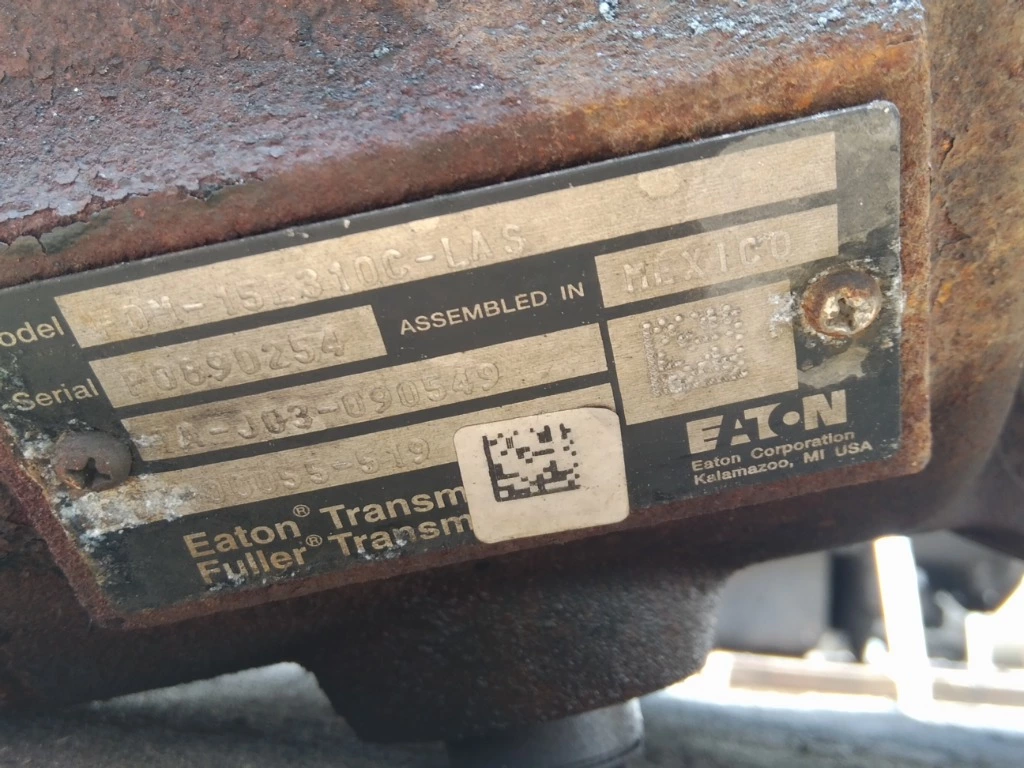 Model FOM-15E310C-LAS
Serial P0690254 ASSEMBLED IN MEXICO
TA-J03-090549
EATON
Eaton Corporation
Kalamazoo, MI USA
Eaton® Transm
Fuller® Transm